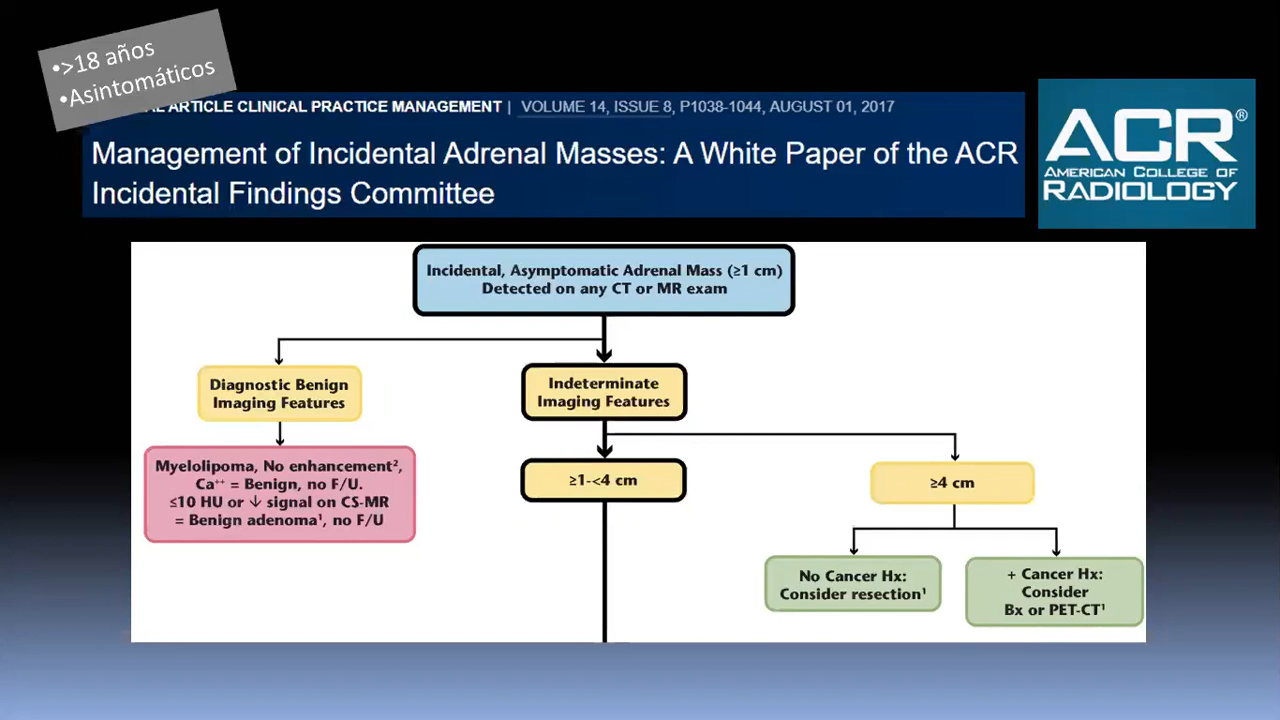 •>18 años
•Asintomáticos
ARTICLE CLINICAL PRACTICE MANAGEMENT | VOLUME 14, ISSUE 8, P1038-1044, AUGUST 01, 2017
Management of Incidental Adrenal Masses: A White Paper of the ACR
Incidental Findings Committee
ACR®
AMERICAN COLLEGE OF
RADIOLOGY
Incidental, Asymptomatic Adrenal Mass (≥1 cm)
Detected on any CT or MR exam
Diagnostic Benign
Imaging Features
Indeterminate
Imaging Features
Myelolipoma, No enhancement²,
Ca⁺⁺ = Benign, no F/U.
≤10 HU or ↓ signal on CS-MR
= Benign adenoma¹, no F/U
≥1-<4 cm
≥4 cm
No Cancer Hx:
Consider resection¹
+ Cancer Hx:
Consider
Bx or PET-CT¹